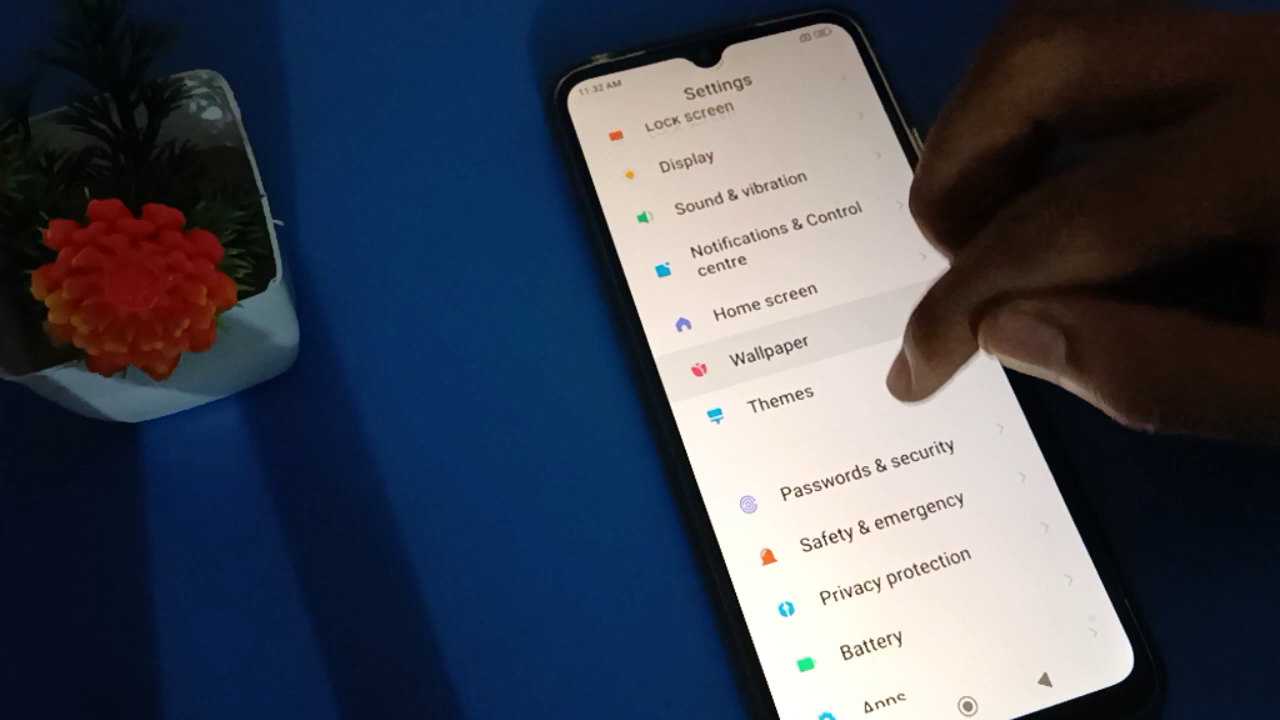 11:32 AM
Settings
Lock screen
Display
Sound & vibration
Notifications & Control
centre
Home screen
Wallpaper
Themes
Passwords & security
Safety & emergency
Privacy protection
Battery
Apps